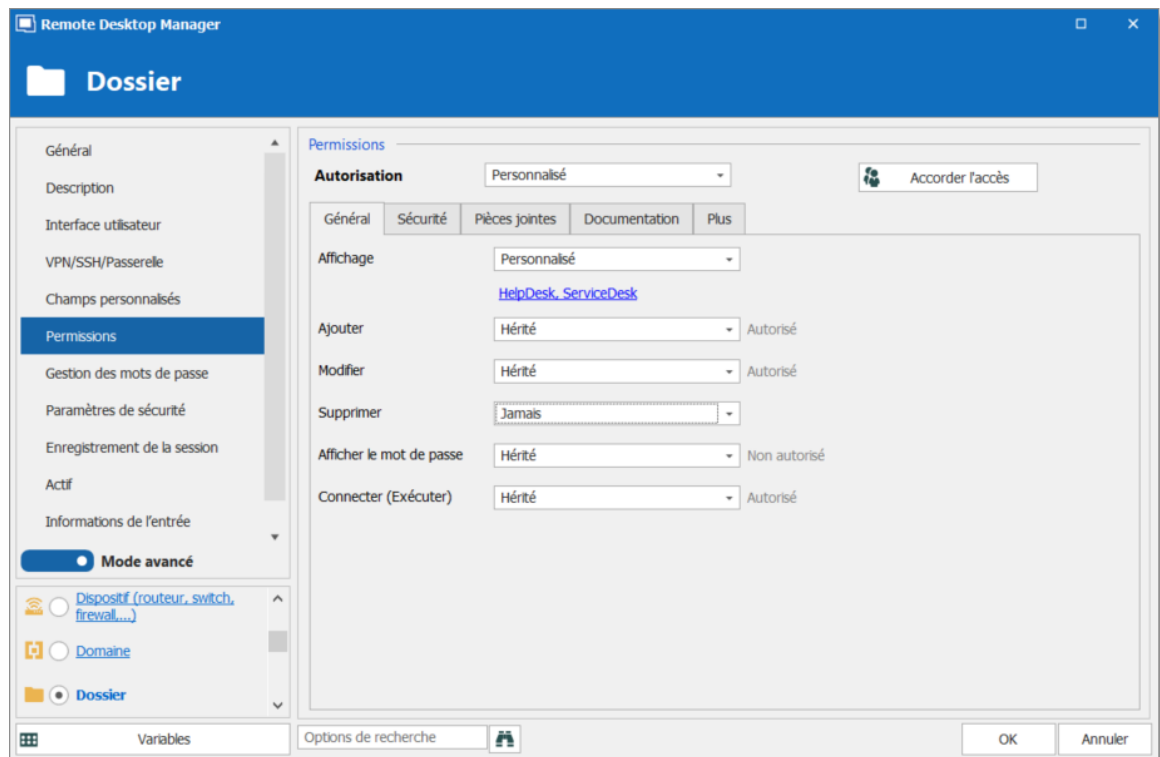 Remote Desktop Manager
Dossier
Général
Description
Interface utilisateur
VPN/SSH/Passerelle
Champs personnalisés
Permissions
Gestion des mots de passe
Paramètres de sécurité
Enregistrement de la session
Actif
Informations de l'entrée
Mode avancé
Dispositif (routeur, switch,
firewall,...)
Domaine
Dossier
Variables
Permissions
Autorisation Personnalisé Accorder l'accès
Général Sécurité Pièces jointes Documentation Plus
Affichage Personnalisé
HelpDesk, ServiceDesk
Ajouter Hérité Autorisé
Modifier Hérité Autorisé
Supprimer Jamais
Afficher le mot de passe Hérité Non autorisé
Connecter (Exécuter) Hérité Autorisé
Options de recherche OK Annuler